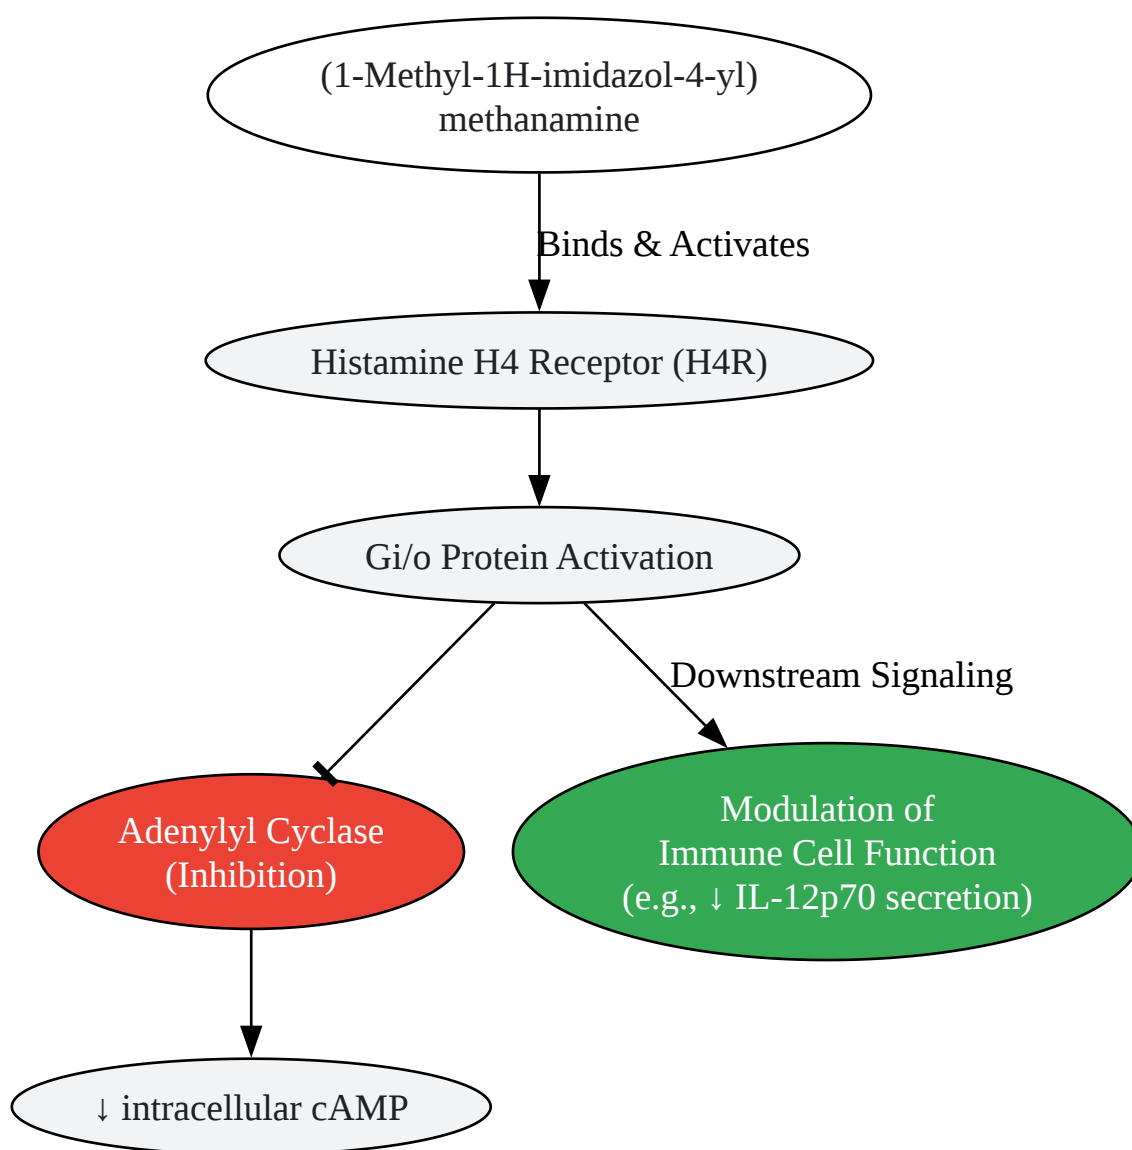 (1-Methyl-1H-imidazol-4-yl)
methanamine
Binds & Activates
Histamine H4 Receptor (H4R)
Gi/o Protein Activation
Downstream Signaling
Adenylyl Cyclase
(Inhibition)
Modulation of
Immune Cell Function
(e.g., ↓ IL-12p70 secretion)
↓ intracellular cAMP